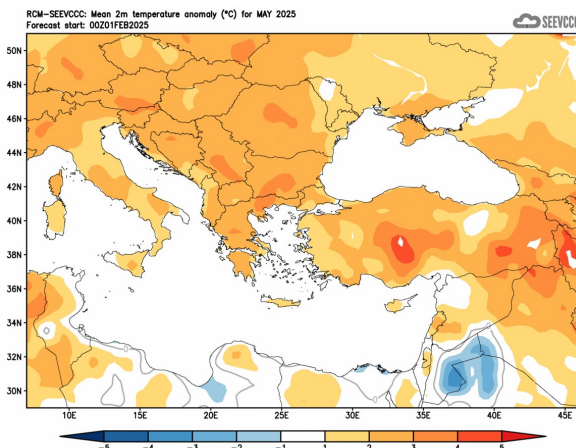 RCM-SEEVCCC: Mean 2m temperature anomaly (°C) for MAY 2025
Forecast start: 00Z01FEB2025
SEEVCCC
50N
48N
46N
44N
42N
40N
38N
36N
34N
32N
30N
10E 15E 20E 25E 30E 35E 40E 45E
-5 -4 -3 -2 -1 1 2 3 4 5